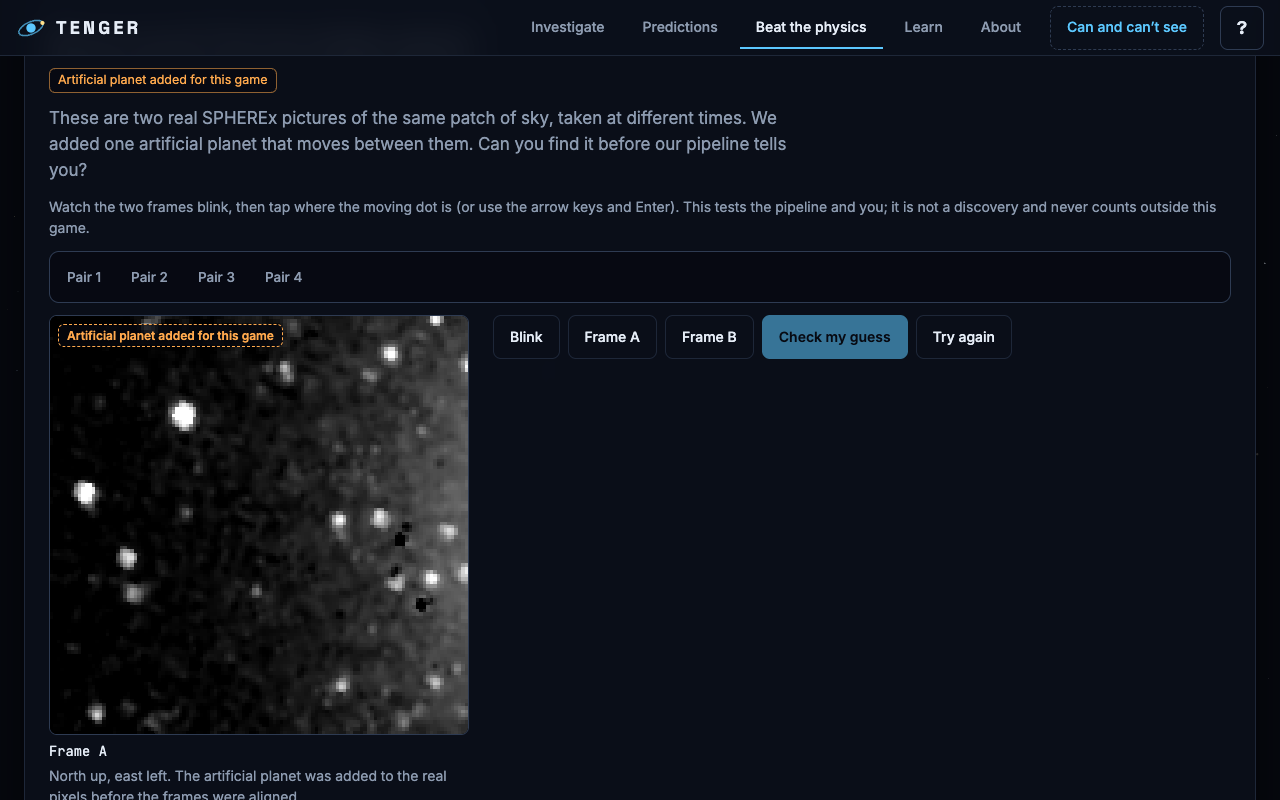 TENGER
Investigate
Predictions
Beat the physics
Learn
About
Can and can’t see
?
Artificial planet added for this game
These are two real SPHEREx pictures of the same patch of sky, taken at different times. We
added one artificial planet that moves between them. Can you find it before our pipeline tells
you?
Watch the two frames blink, then tap where the moving dot is (or use the arrow keys and Enter). This tests the pipeline and you; it is not a discovery and never counts outside this
game.
Pair 1
Pair 2
Pair 3
Pair 4
Artificial planet added for this game
Blink
Frame A
Frame B
Check my guess
Try again
Frame A
North up, east left. The artificial planet was added to the real
pixels before the frames were aligned.